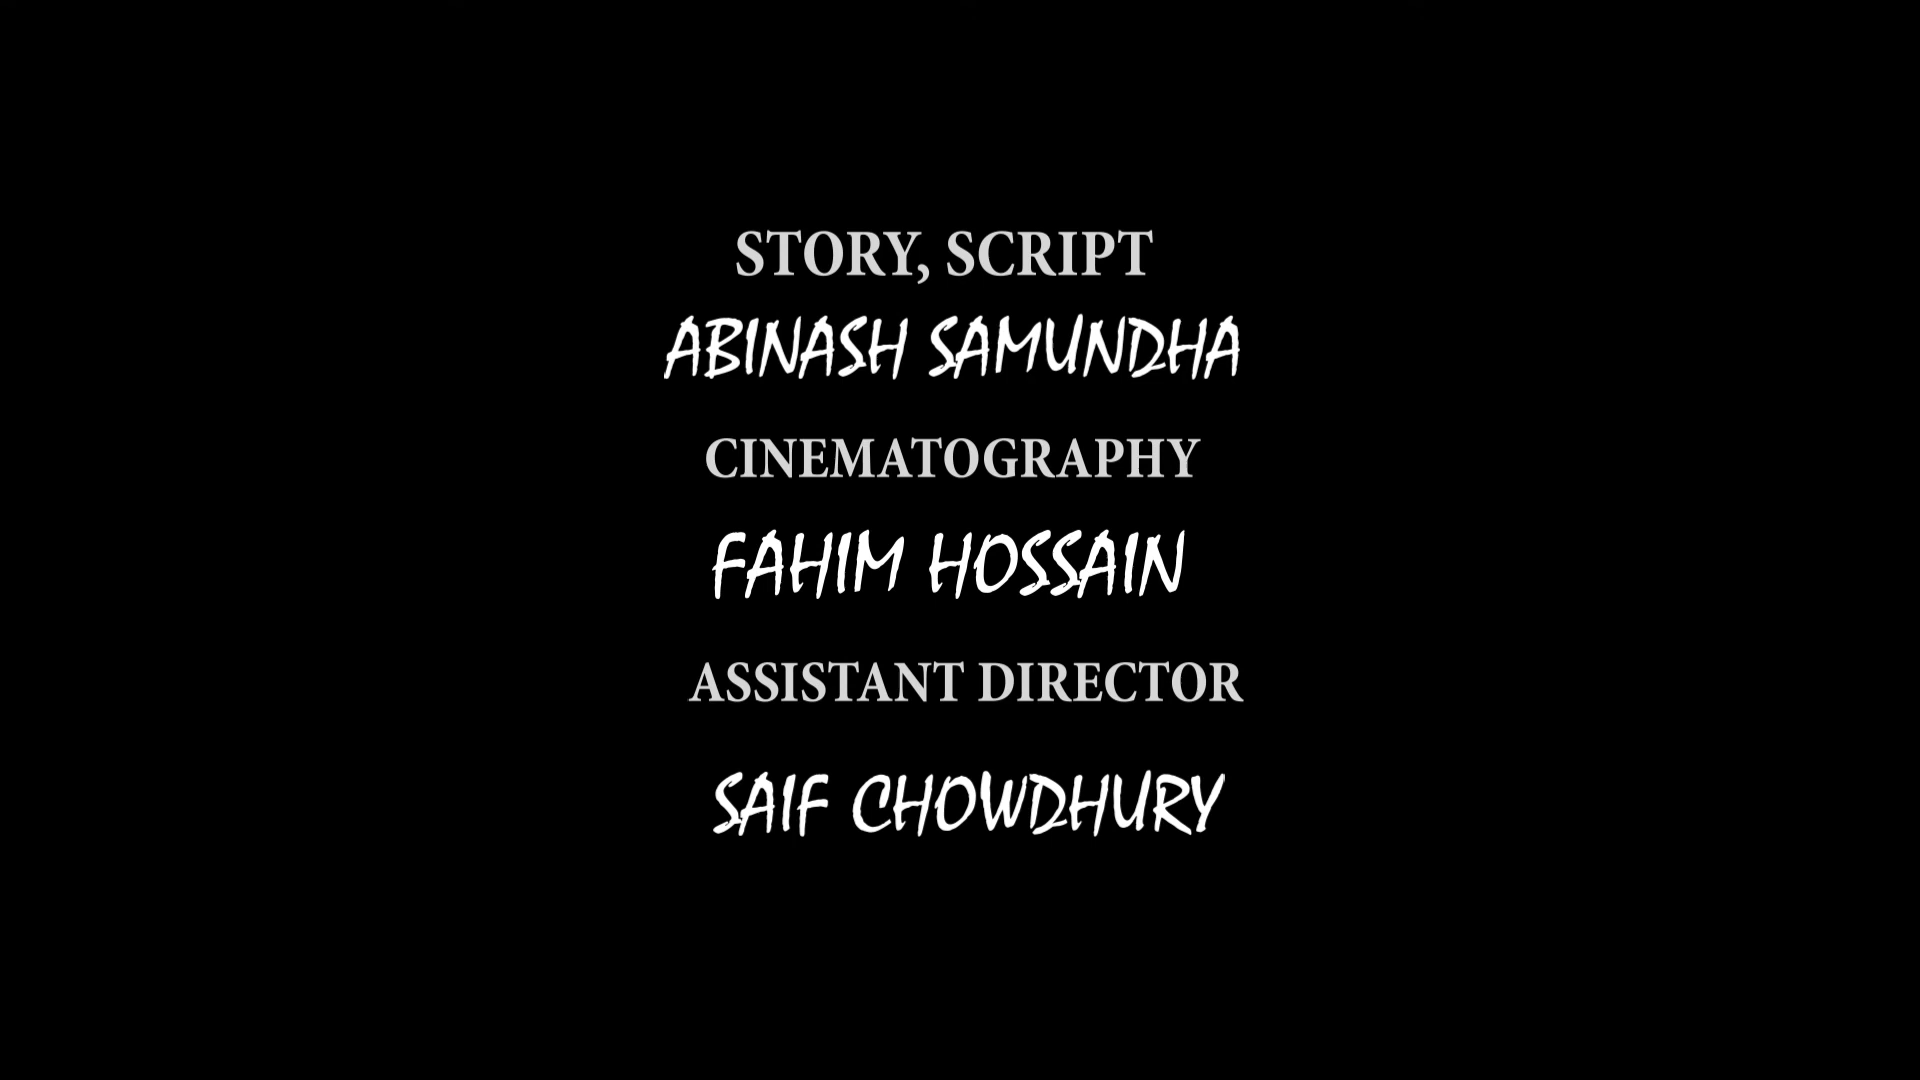 STORY, SCRIPT
ABINASH SAMUNDHA
CINEMATOGRAPHY
FAHIM HOSSAIN
ASSISTANT DIRECTOR
SAIF CHOWDHURY